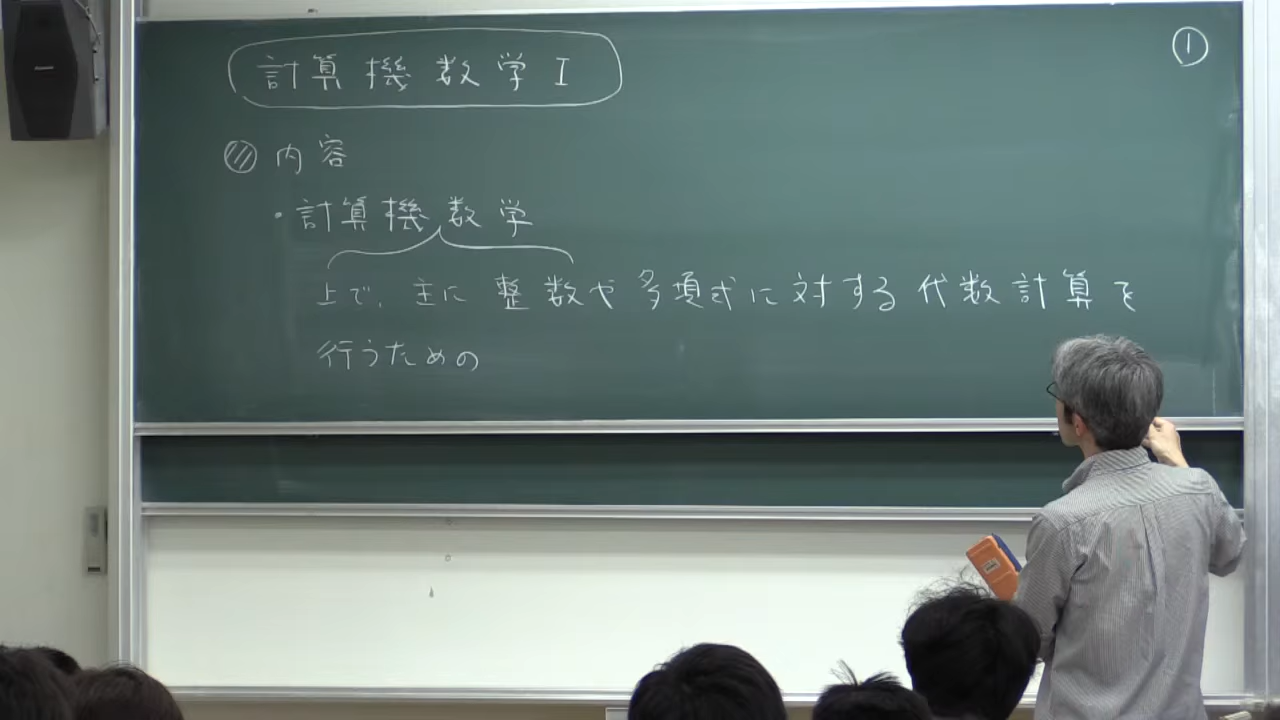 計算機数学I
①
内容
・計算機数学
上で、主に整数や多項式に対する代数計算を
行うための